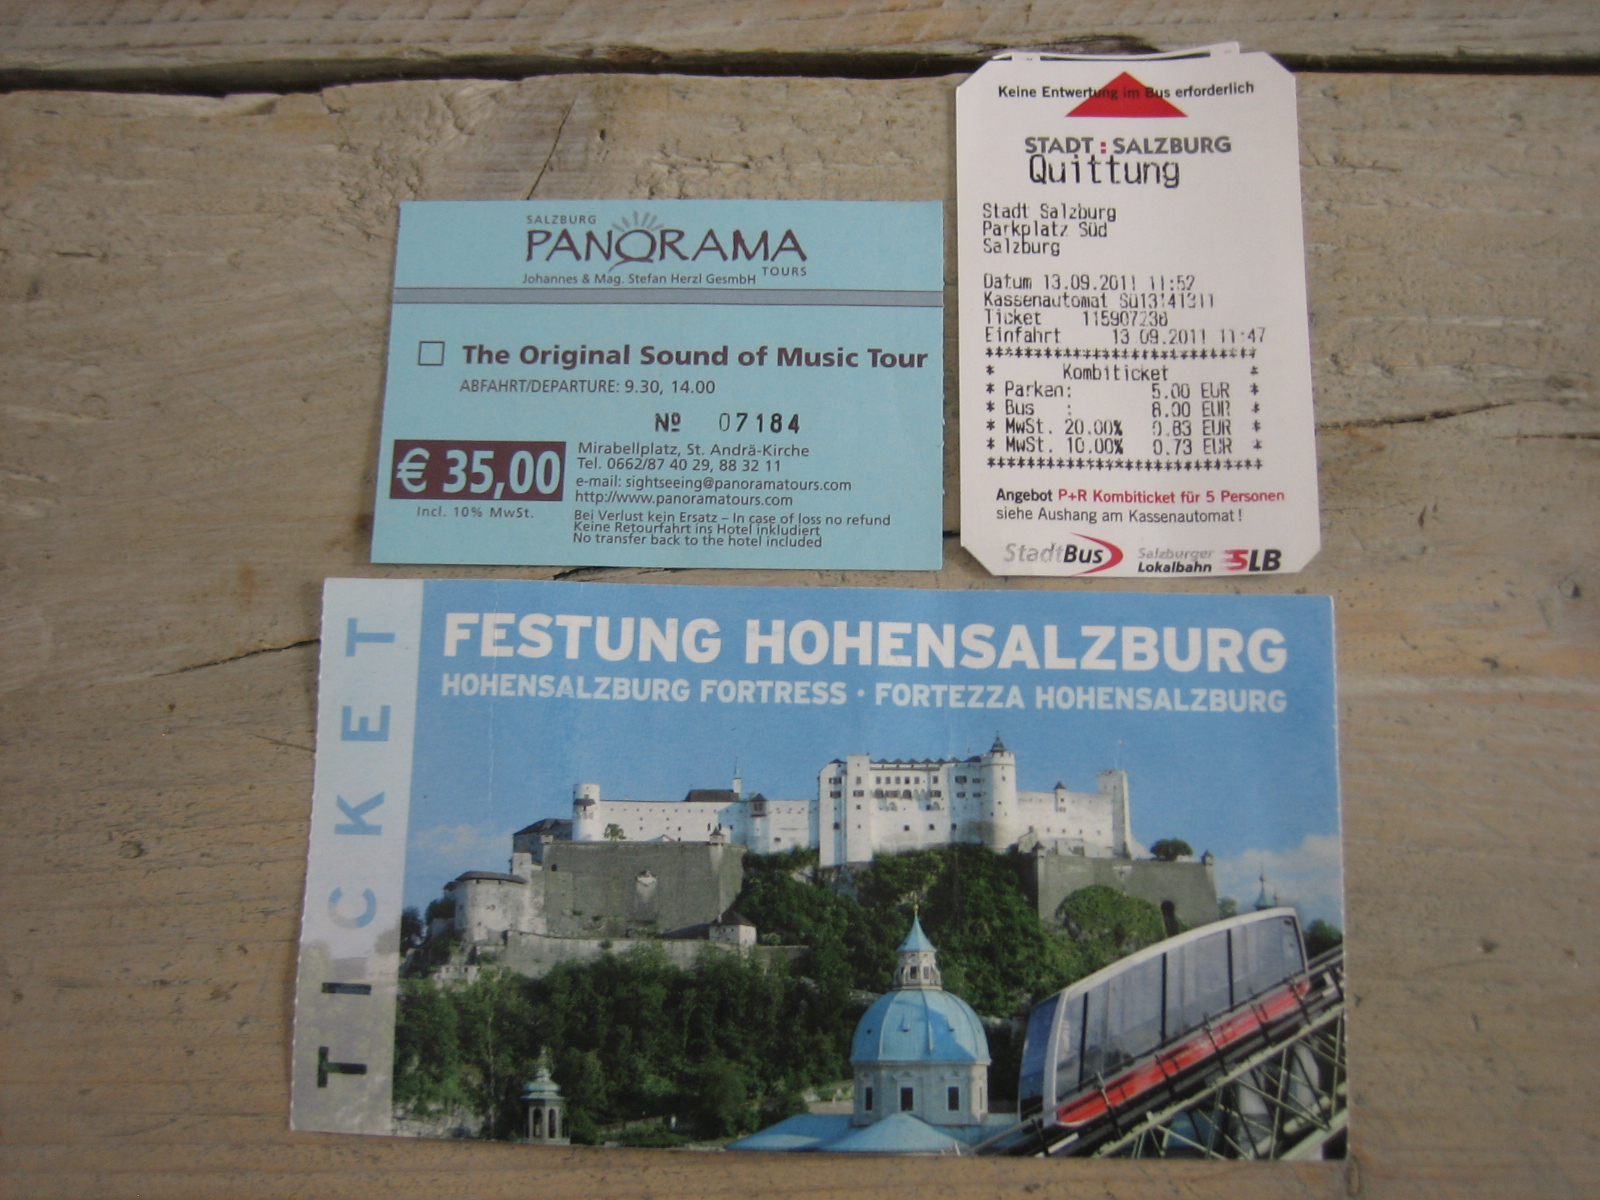 SALZBURG
PANORAMA
TOURS
Johannes & Mag. Stefan Herzl GesmbH
The Original Sound of Music Tour
ABFAHRT/DEPARTURE: 9.30, 14.00
Nº 07184
€ 35,00
Incl. 10% MwSt.
Mirabellplatz, St. Andrä-Kirche
Tel. 0662/87 40 29, 88 32 11
e-mail: sightseeing@panoramatours.com
http://www.panoramatours.com
Bei Verlust kein Ersatz – In case of loss no refund
Keine Retourfahrt ins Hotel inkludiert
No transfer back to the hotel included
Keine Entwertung im Bus erforderlich
STADT : SALZBURG
Quittung
Stadt Salzburg
Parkplatz Süd
Salzburg
Datum 13.09.2011 11:52
Kassenautomat
Ticket 115907236
Einfahrt 13.09.2011 11:47
******************************
* Kombiticket *
* Parken: 5.00 EUR *
* Bus : 8.00 EUR *
* MwSt. 20.00% 0.83 EUR *
* MwSt. 10.00% 0.73 EUR *
******************************
Angebot P+R Kombiticket für 5 Personen
siehe Aushang am Kassenautomat !
StadtBus
Salzburger
Lokalbahn
SLB
TICKET
FESTUNG HOHENSALZBURG
HOHENSALZBURG FORTRESS · FORTEZZA HOHENSALZBURG